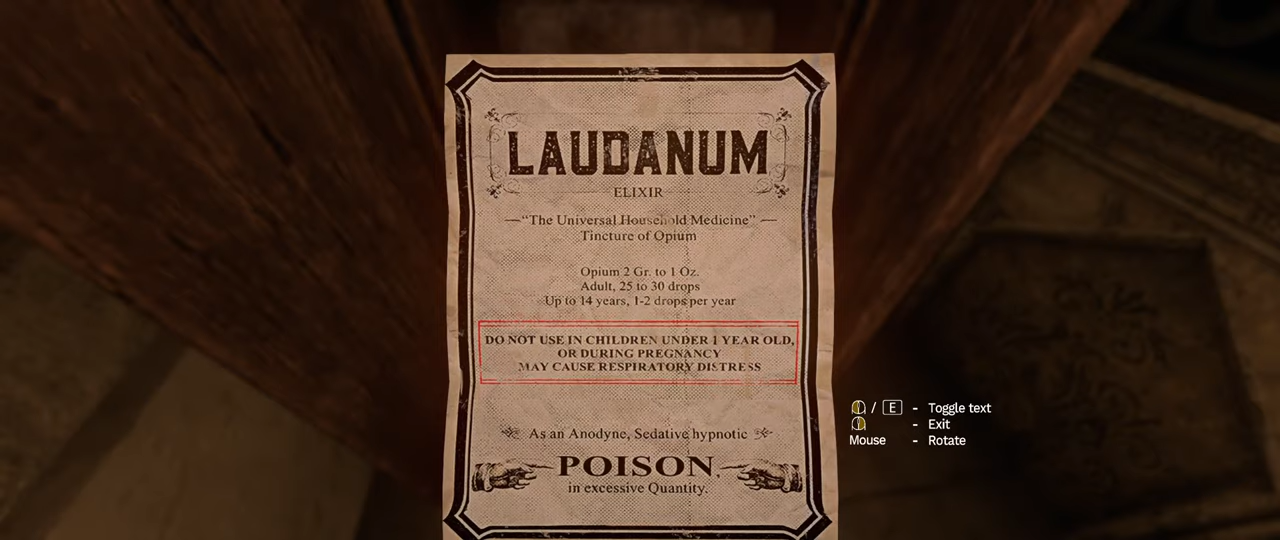 LAUDANUM
ELIXIR
—"The Universal Household Medicine"—
Tincture of Opium
Opium 2 Gr. to 1 Oz.
Adult, 25 to 30 drops
Up to 14 years, 1-2 drops per year
DO NOT USE IN CHILDREN UNDER 1 YEAR OLD,
OR DURING PREGNANCY
MAY CAUSE RESPIRATORY DISTRESS
As an Anodyne, Sedative hypnotic
POISON,
in excessive Quantity.
/ E - Toggle text
- Exit
Mouse - Rotate